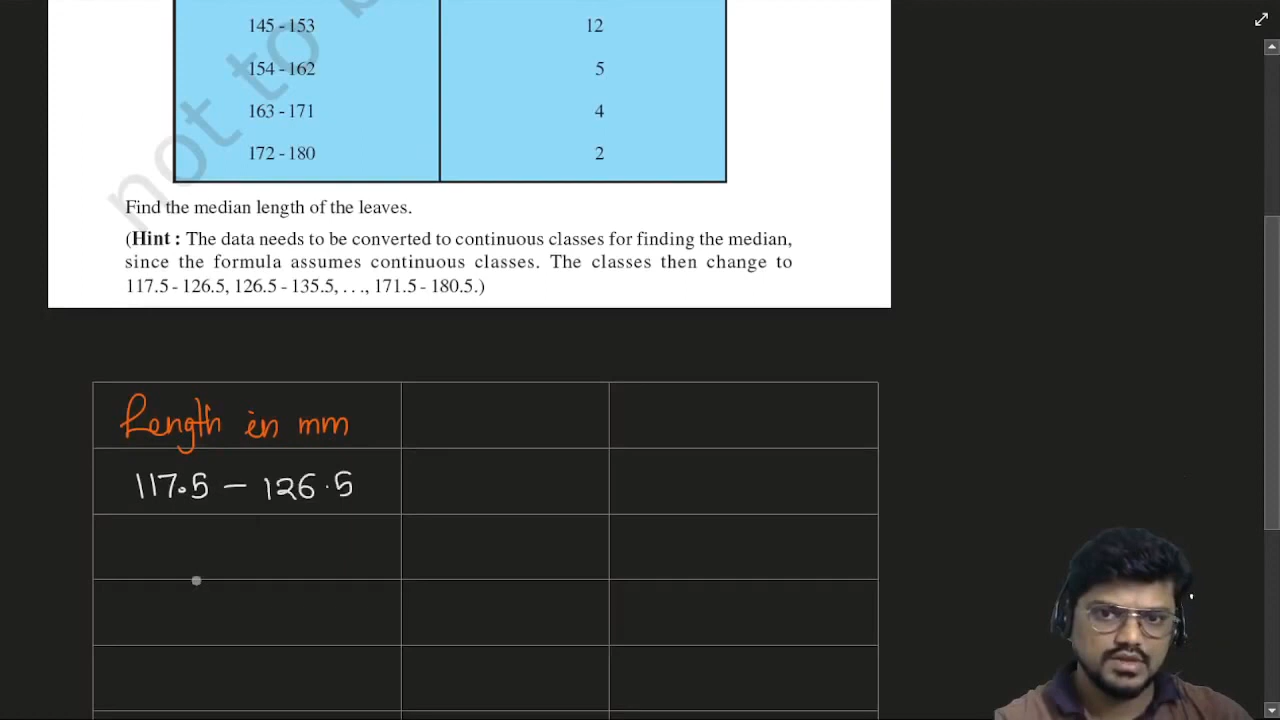 145 - 153 12
154 - 162 5
163 - 171 4
172 - 180 2
not to b
Find the median length of the leaves.
(Hint : The data needs to be converted to continuous classes for finding the median,
since the formula assumes continuous classes. The classes then change to
117.5 - 126.5, 126.5 - 135.5, . . ., 171.5 - 180.5.)
Length in mm
117.5 – 126.5